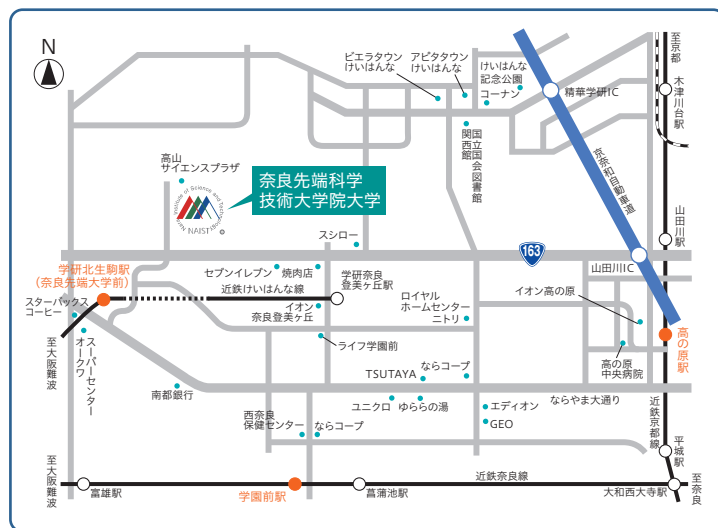 N
ピエラタウン
けいはんな
アピタタウン
けいはんな
けいはんな
記念公園
コーナン
精華学研IC
至京都
木津川台駅
国立国会図書館
関西館
京奈和自動車道
高山
サイエンスプラザ
Nara Institute of Science and Technology
NAIST
奈良先端科学
技術大学院大学
スシロー
163
山田川駅
山田川IC
学研北生駒駅
(奈良先端大学前)
セブンイレブン
焼肉店
学研奈良
登美ヶ丘駅
近鉄けいはんな線
スターバックス
コーヒー
イオン
奈良登美ヶ丘
ロイヤル
ホームセンター
ニトリ
イオン高の原
高の原駅
高の原
中央病院
至大阪難波
スーパーセンター
オークワ
ライフ学園前
TSUTAYA
ならコープ
南都銀行
ユニクロ
ゆららの湯
エディオン
GEO
ならやま大通り
近鉄京都線
西奈良
保健センター
ならコープ
平城駅
至大阪難波
富雄駅
学園前駅
菖蒲池駅
近鉄奈良線
大和西大寺駅
至奈良